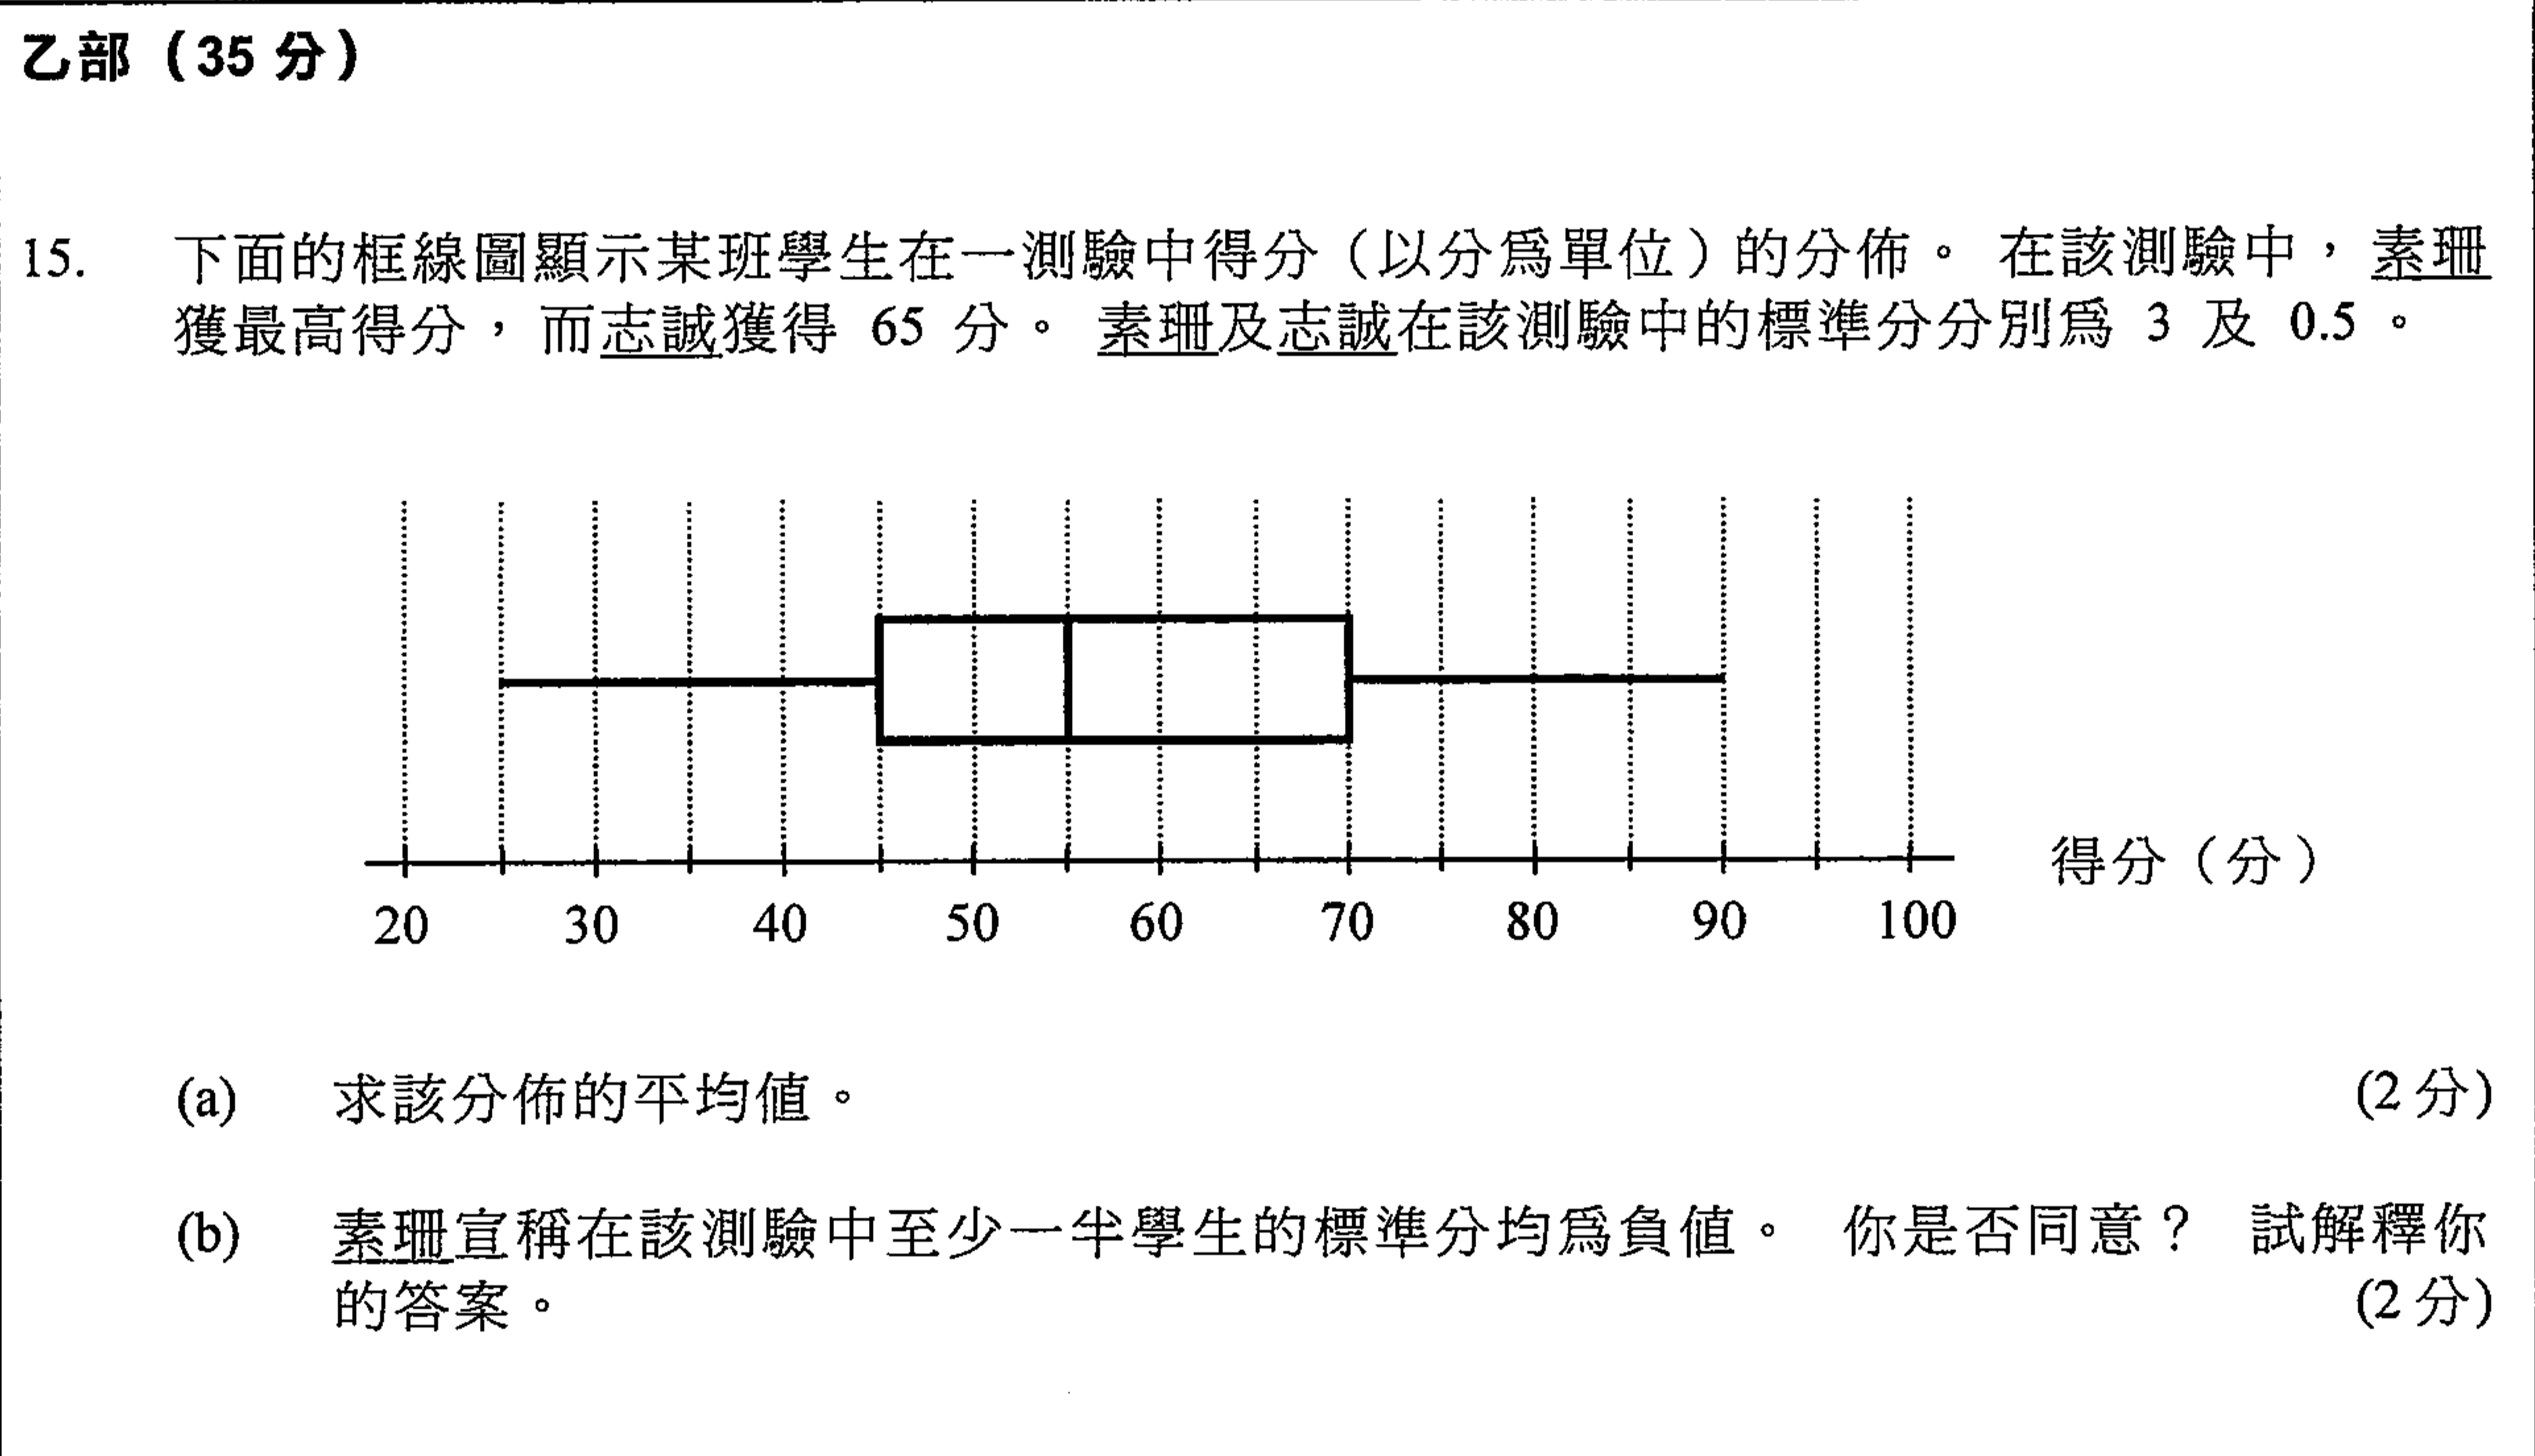 乙部（35 分）
15. 下面的框線圖顯示某班學生在一測驗中得分（以分爲單位）的分佈。 在該測驗中，素珊
獲最高得分，而志誠獲得 65 分。 素珊及志誠在該測驗中的標準分分別爲 3 及 0.5 。
得分（分）
20 30 40 50 60 70 80 90 100
(a) 求該分佈的平均值。 (2 分)
(b) 素珊宣稱在該測驗中至少一半學生的標準分均爲負值。 你是否同意？ 試解釋你
的答案。 (2 分)